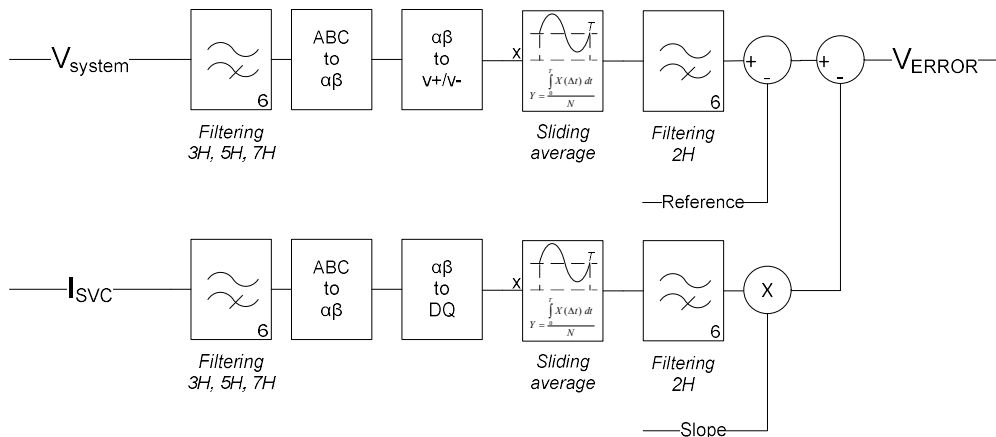 Vsystem
6
Filtering
3H, 5H, 7H
ABC
to
αβ
αβ
to
v+/v-
X
T
Y = ∫₀ᵀ X(Δt) dt / N
Sliding
average
6
Filtering
2H
+
-
+
-
VERROR
Reference
ISVC
6
Filtering
3H, 5H, 7H
ABC
to
αβ
αβ
to
DQ
X
T
Y = ∫₀ᵀ X(Δt) dt / N
Sliding
average
6
Filtering
2H
X
Slope